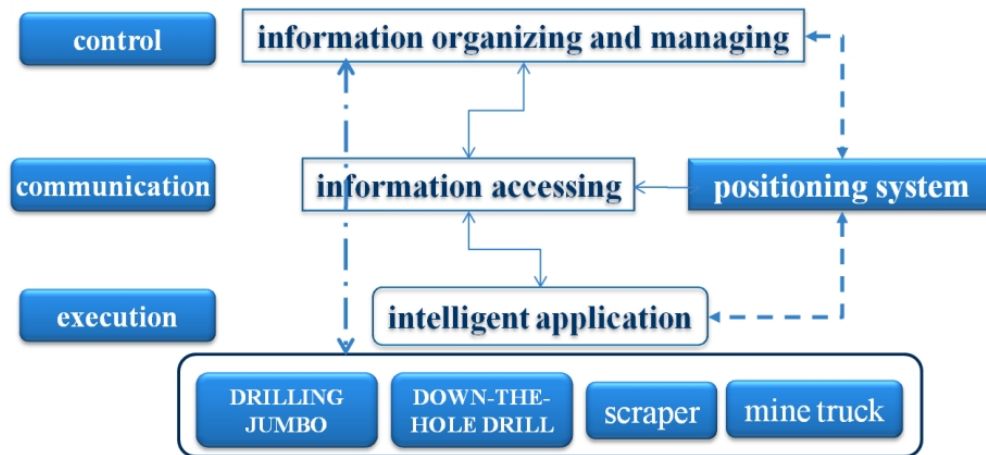 control
information organizing and managing
communication
information accessing
positioning system
execution
intelligent application
DRILLING
JUMBO
DOWN-THE-
HOLE DRILL
scraper
mine truck